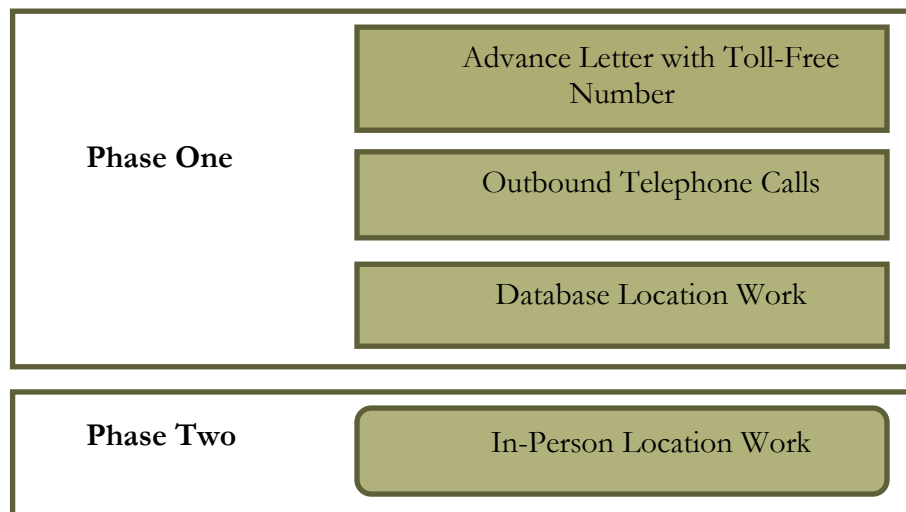 Advance Letter with Toll-Free
Number
Phase One
Outbound Telephone Calls
Database Location Work
Phase Two
In-Person Location Work